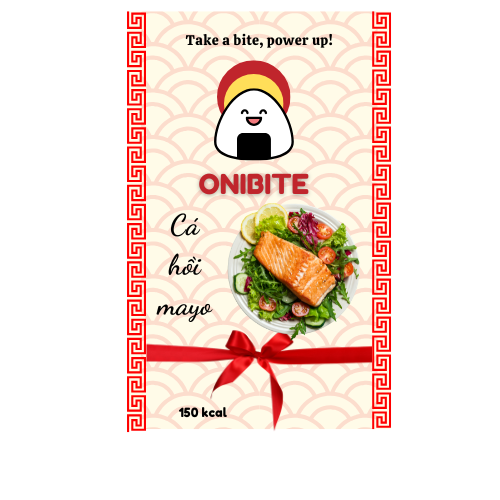 Take a bite, power up!
ONIBITE
Cá
hồi
mayo
150 kcal